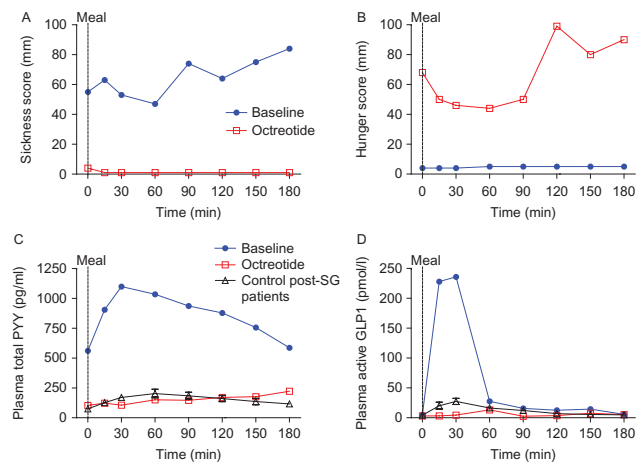 A
Meal
Sickness score (mm)
100
80
60
40
20
0
Baseline
Octreotide
0 30 60 90 120 150 180
Time (min)
B
Meal
Hunger score (mm)
100
80
60
40
20
0
0 30 60 90 120 150 180
Time (min)
C
Meal
Plasma total PYY (pg/ml)
1250
1000
750
500
250
0
Baseline
Octreotide
Control post-SG
patients
0 30 60 90 120 150 180
Time (min)
D
Meal
Plasma active GLP1 (pmol/l)
250
200
150
100
50
0
0 30 60 90 120 150 180
Time (min)